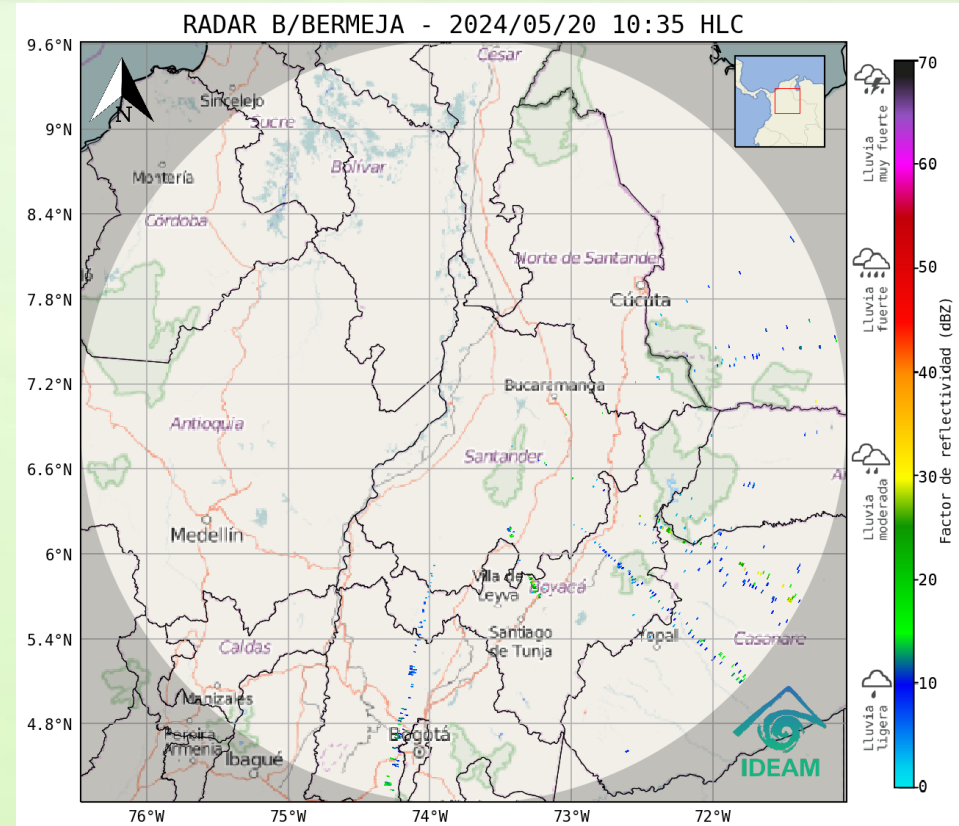 RADAR B/BERMEJA - 2024/05/20 10:35 HLC
9.6°N
9°N
8.4°N
7.8°N
7.2°N
6.6°N
6°N
5.4°N
4.8°N
76°W
75°W
74°W
73°W
72°W
N
Cesar
Sincelejo
Sucre
Bolívar
Montería
Córdoba
Norte de Santander
Cúcuta
Bucaramanga
Antioquia
Santander
Medellín
Villa de
Leyva
Boyacá
Santiago
de Tunja
Yopal
Casanare
Caldas
Manizales
Pereira
Armenia
Ibagué
Bogotá
IDEAM
70
60
50
40
30
20
10
0
Lluvia
muy fuerte
Lluvia
fuerte
Lluvia
moderada
Lluvia
ligera
Factor de reflectividad (dBZ)